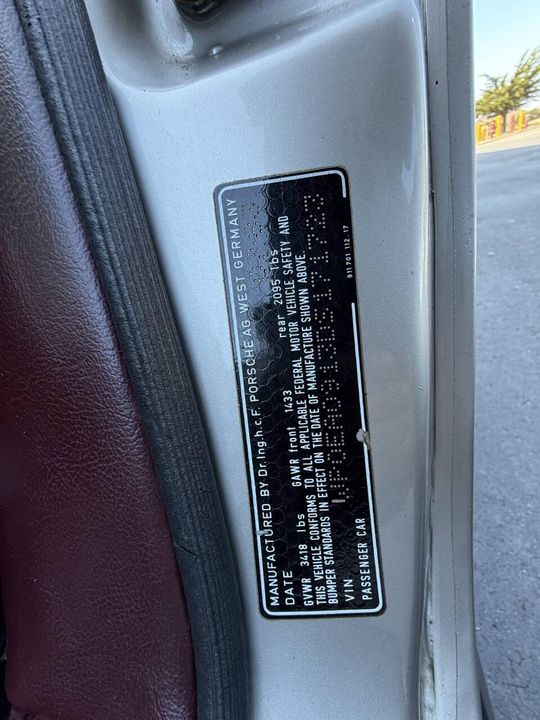 MANUFACTURED BY Dr.Ing.h.c.F. PORSCHE AG WEST GERMANY
DATE
GVWR 3418 lbs GAWR front 1433 rear 2095 lbs
THIS VEHICLE CONFORMS TO ALL APPLICABLE FEDERAL MOTOR VEHICLE SAFETY AND
BUMPER STANDARDS IN EFFECT ON THE DATE OF MANUFACTURE SHOWN ABOVE.
VIN WP0EA0913DS171723
PASSENGER CAR
911 701 112 17